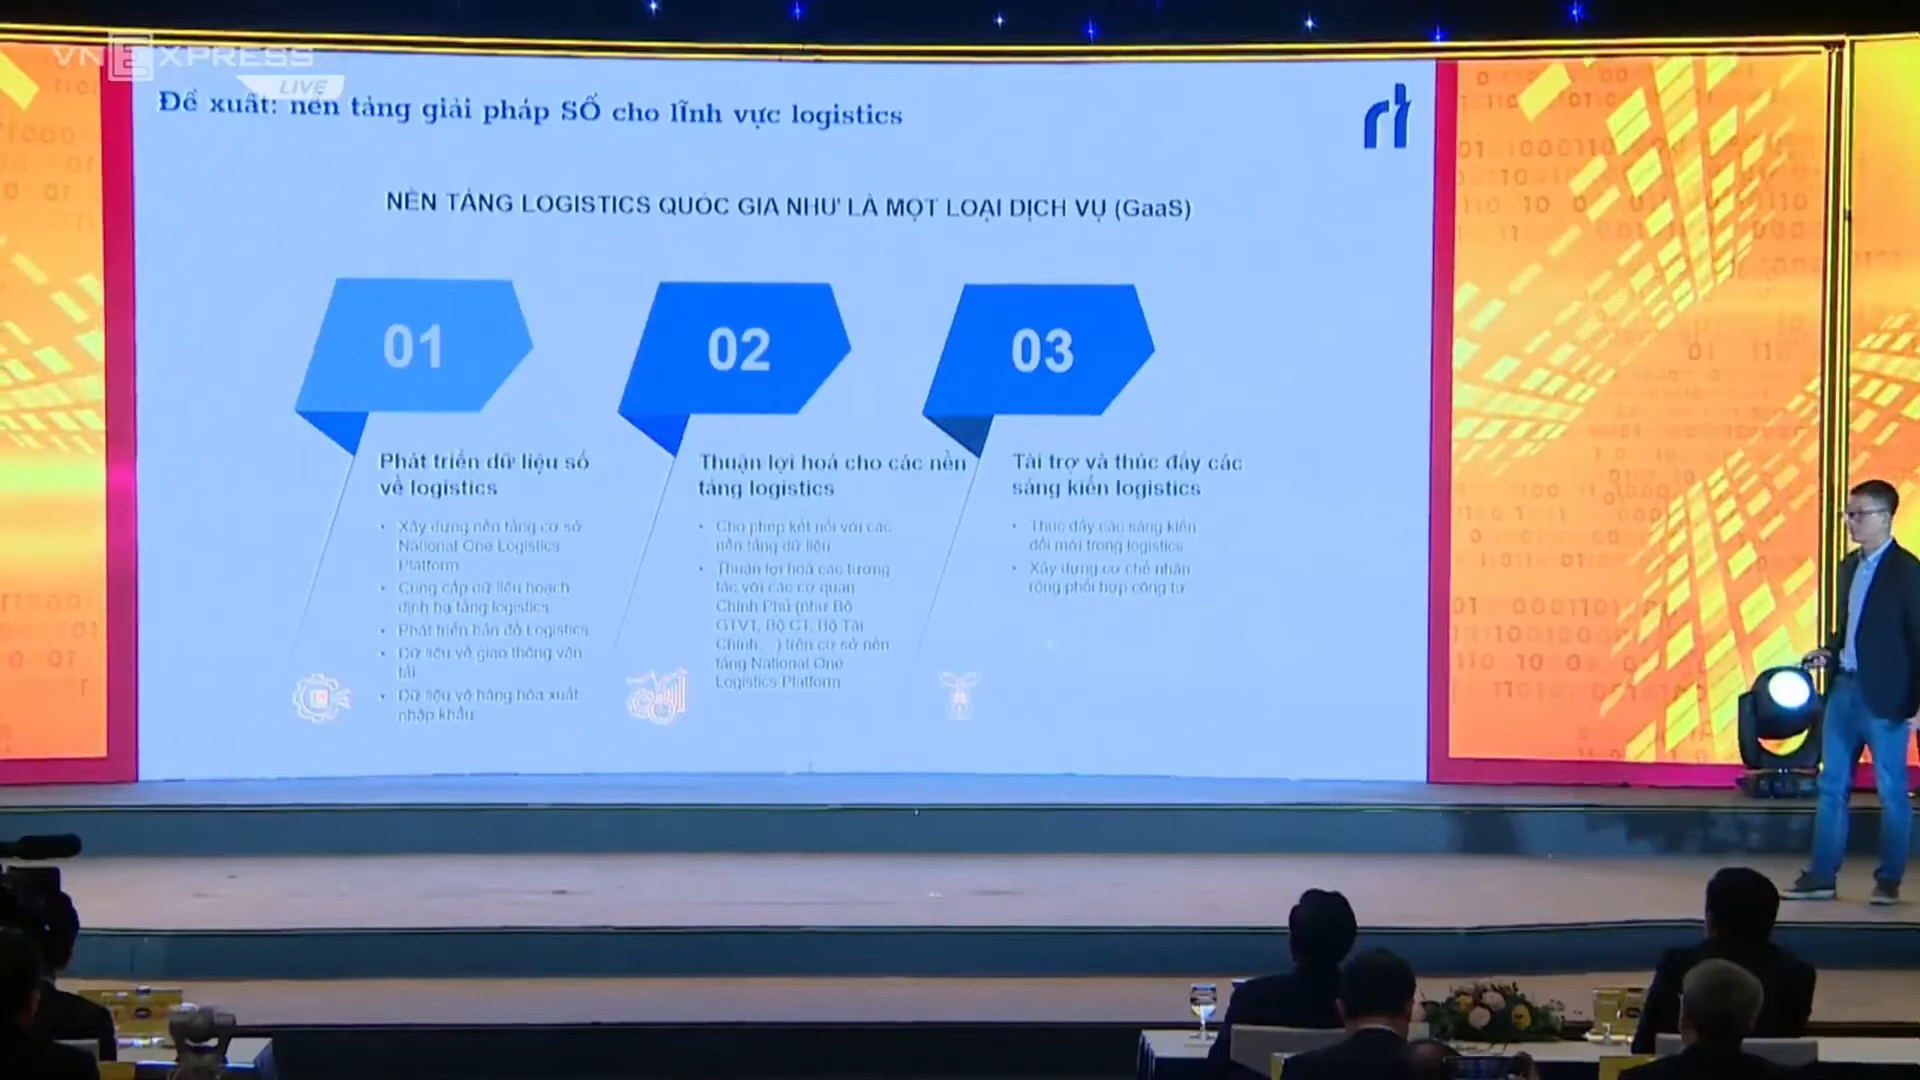 VNEXPRESS
LIVE
Đề xuất: nền tảng giải pháp SỐ cho lĩnh vực logistics
NỀN TẢNG LOGISTICS QUỐC GIA NHƯ LÀ MỘT LOẠI DỊCH VỤ (GaaS)
01
Phát triển dữ liệu số
về logistics
• Xây dựng nền tảng cơ sở
National One Logistics
Platform
• Cung cấp dữ liệu hoạch
định hạ tầng logistics
• Phát triển bản đồ Logistics
• Dữ liệu về giao thông vận
tải
• Dữ liệu về hàng hóa xuất
nhập khẩu
02
Thuận lợi hoá cho các nền
tảng logistics
• Cho phép kết nối với các
nền tảng dữ liệu
• Thuận lợi hoá các tương
tác với các cơ quan
Chính Phủ (như Bộ
GTVT, Bộ CT, Bộ Tài
Chính...) trên cơ sở nền
tảng National One
Logistics Platform
03
Tài trợ và thúc đẩy các
sáng kiến logistics
• Thúc đẩy các sáng kiến
đổi mới trong logistics
• Xây dựng cơ chế nhân
rộng phối hợp công tư